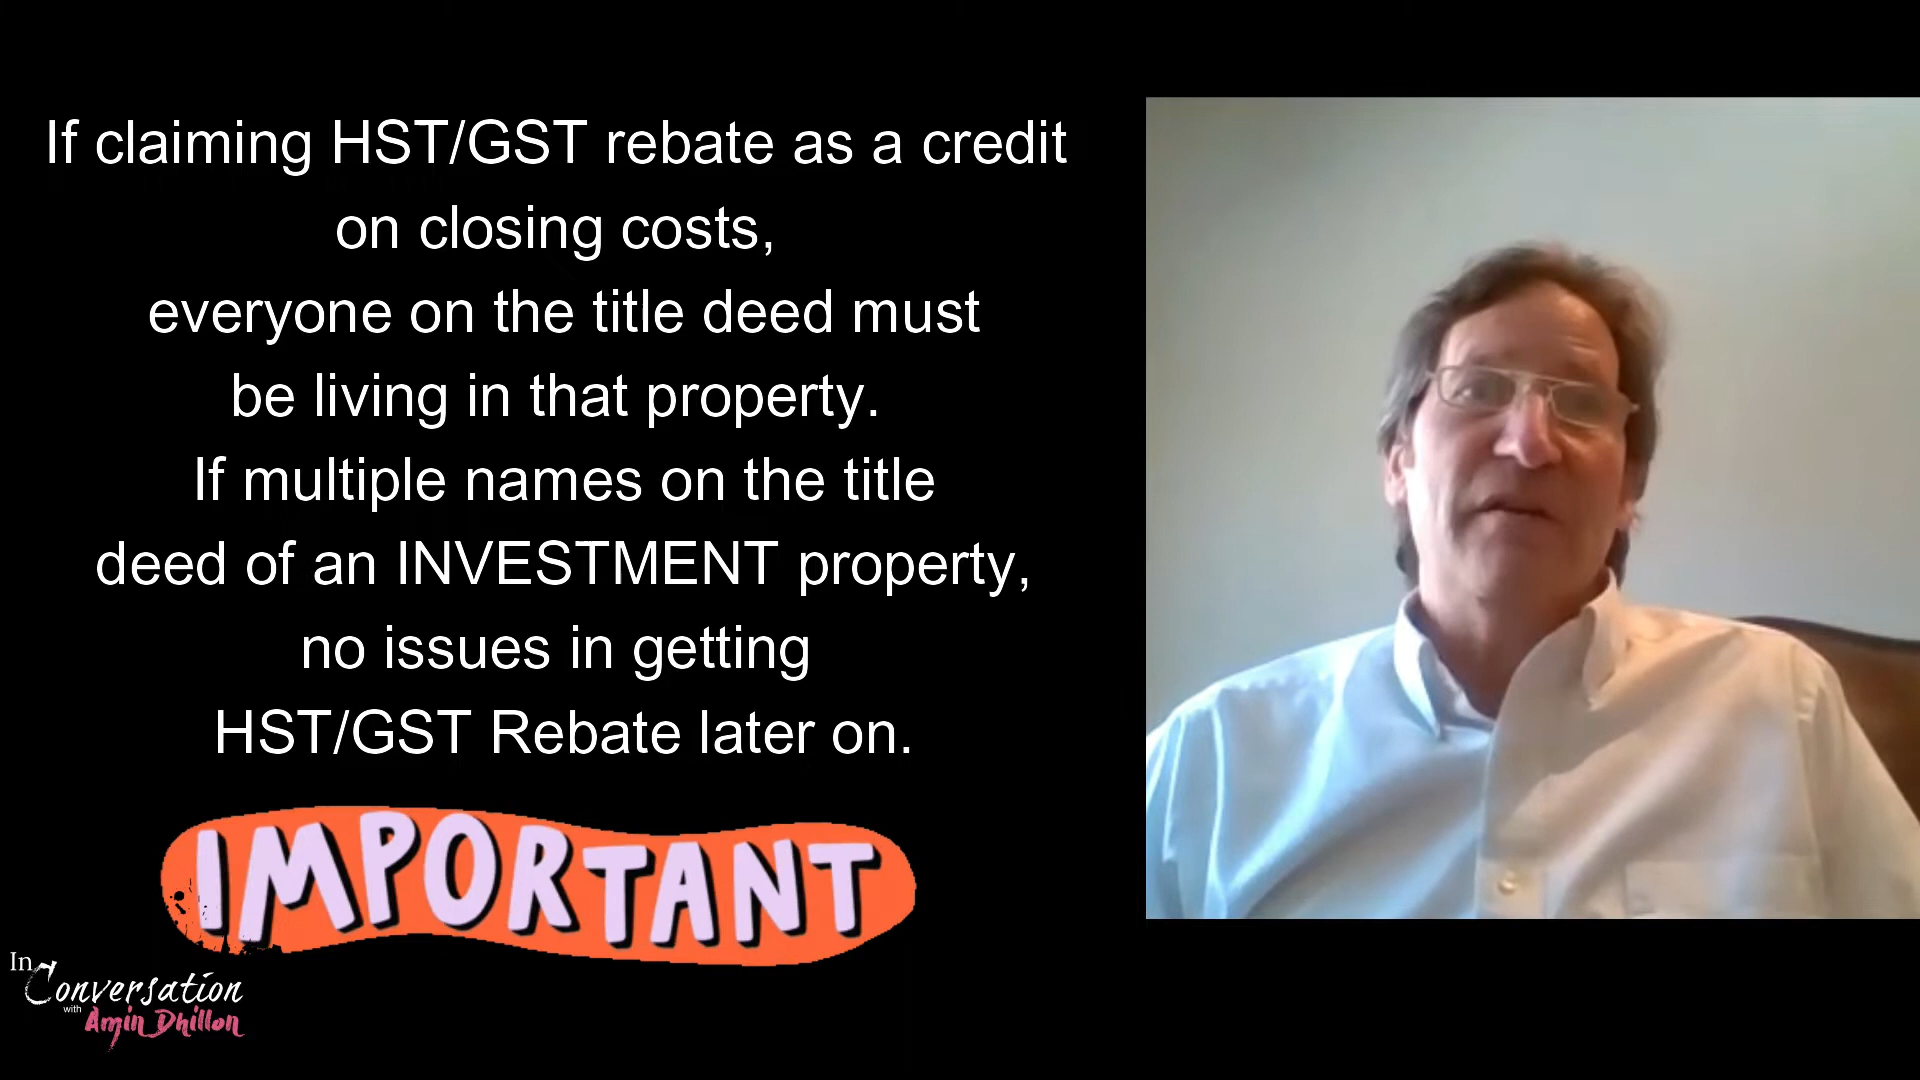 If claiming HST/GST rebate as a credit
on closing costs,
everyone on the title deed must
be living in that property.
If multiple names on the title
deed of an INVESTMENT property,
no issues in getting
HST/GST Rebate later on.
IMPORTANT
In
Conversation
with
Amin Dhillon